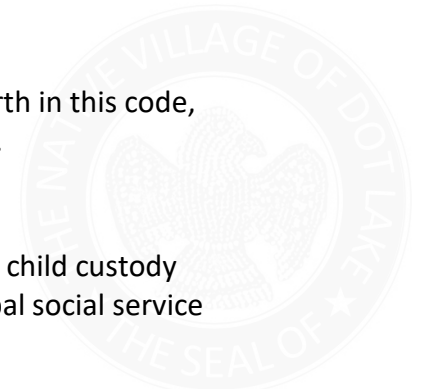 THE NATIVE VILLAGE OF DOT LAKE
THE SEAL OF
rth in this code,
child custody
al social service